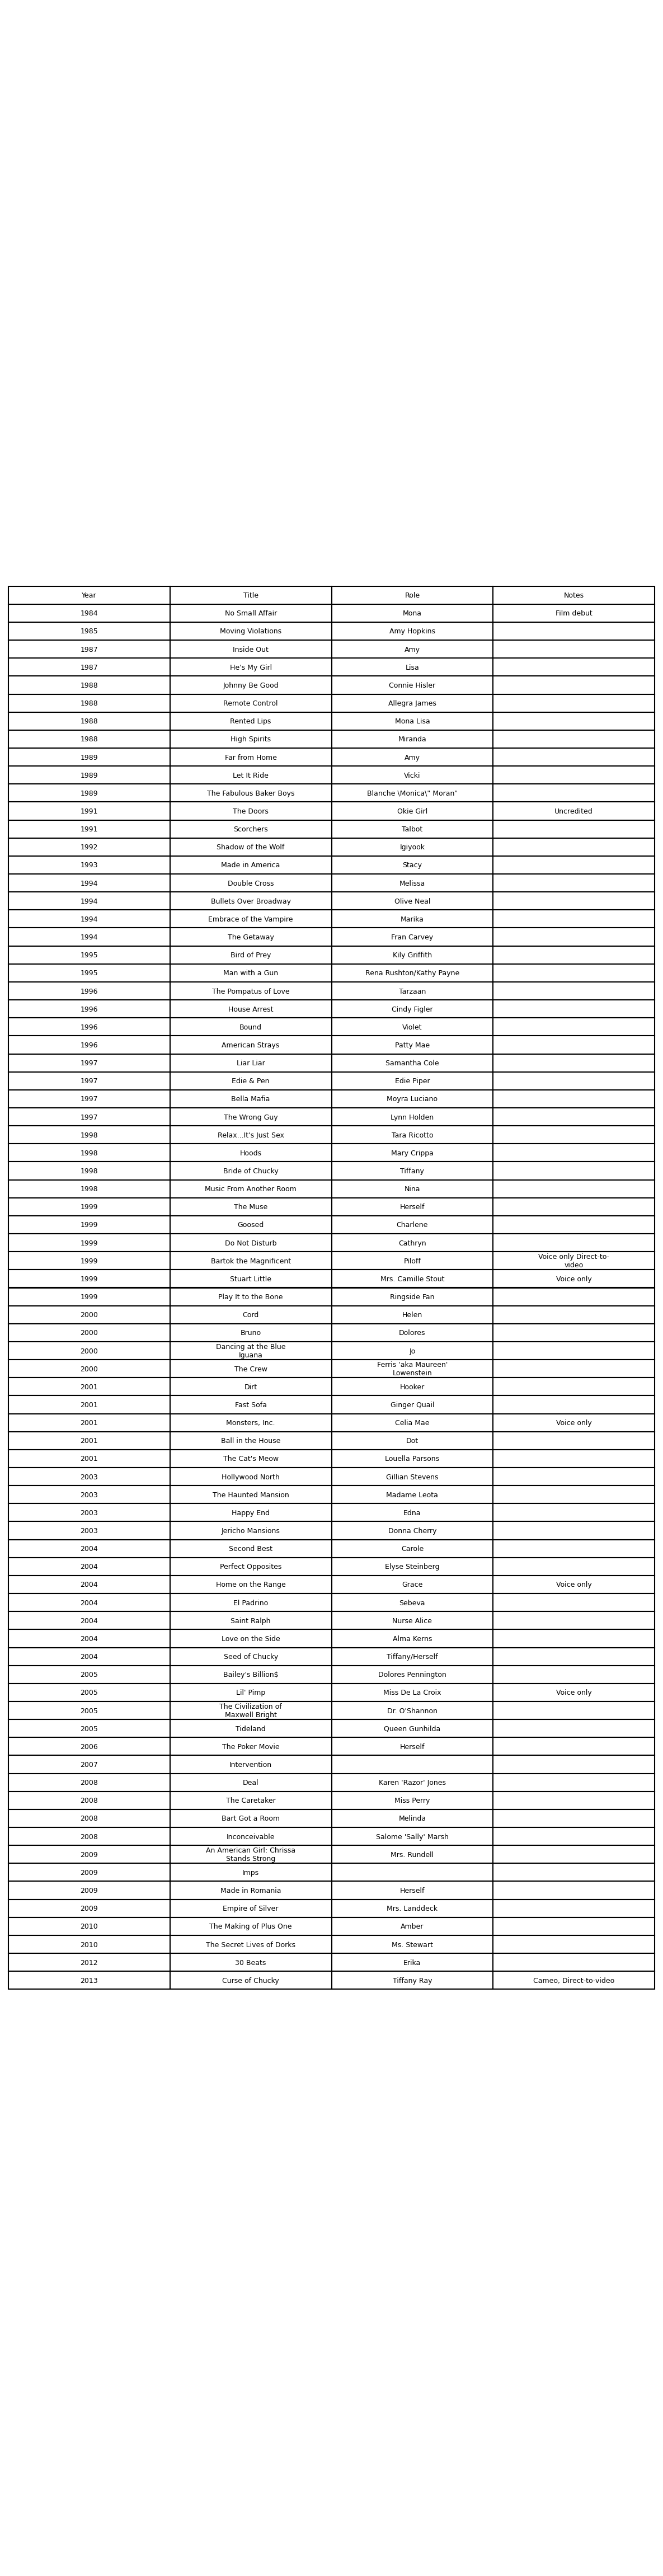 Year Title Role Notes
1984 No Small Affair Mona Film debut
1985 Moving Violations Amy Hopkins
1987 Inside Out Amy
1987 He's My Girl Lisa
1988 Johnny Be Good Connie Hisler
1988 Remote Control Allegra James
1988 Rented Lips Mona Lisa
1988 High Spirits Miranda
1989 Far from Home Amy
1989 Let It Ride Vicki
1989 The Fabulous Baker Boys Blanche \Monica\" Moran"
1991 The Doors Okie Girl Uncredited
1991 Scorchers Talbot
1992 Shadow of the Wolf Igiyook
1993 Made in America Stacy
1994 Double Cross Melissa
1994 Bullets Over Broadway Olive Neal
1994 Embrace of the Vampire Marika
1994 The Getaway Fran Carvey
1995 Bird of Prey Kily Griffith
1995 Man with a Gun Rena Rushton/Kathy Payne
1996 The Pompatus of Love Tarzaan
1996 House Arrest Cindy Figler
1996 Bound Violet
1996 American Strays Patty Mae
1997 Liar Liar Samantha Cole
1997 Edie & Pen Edie Piper
1997 Bella Mafia Moyra Luciano
1997 The Wrong Guy Lynn Holden
1998 Relax...It's Just Sex Tara Ricotto
1998 Hoods Mary Crippa
1998 Bride of Chucky Tiffany
1998 Music From Another Room Nina
1999 The Muse Herself
1999 Goosed Charlene
1999 Do Not Disturb Cathryn
1999 Bartok the Magnificent Piloff Voice only Direct-to-
video
1999 Stuart Little Mrs. Camille Stout Voice only
1999 Play It to the Bone Ringside Fan
2000 Cord Helen
2000 Bruno Dolores
2000 Dancing at the Blue
Iguana Jo
2000 The Crew Ferris 'aka Maureen'
Lowenstein
2001 Dirt Hooker
2001 Fast Sofa Ginger Quail
2001 Monsters, Inc. Celia Mae Voice only
2001 Ball in the House Dot
2001 The Cat's Meow Louella Parsons
2003 Hollywood North Gillian Stevens
2003 The Haunted Mansion Madame Leota
2003 Happy End Edna
2003 Jericho Mansions Donna Cherry
2004 Second Best Carole
2004 Perfect Opposites Elyse Steinberg
2004 Home on the Range Grace Voice only
2004 El Padrino Sebeva
2004 Saint Ralph Nurse Alice
2004 Love on the Side Alma Kerns
2004 Seed of Chucky Tiffany/Herself
2005 Bailey's Billion$ Dolores Pennington
2005 Lil' Pimp Miss De La Croix Voice only
2005 The Civilization of
Maxwell Bright Dr. O'Shannon
2005 Tideland Queen Gunhilda
2006 The Poker Movie Herself
2007 Intervention
2008 Deal Karen 'Razor' Jones
2008 The Caretaker Miss Perry
2008 Bart Got a Room Melinda
2008 Inconceivable Salome 'Sally' Marsh
2009 An American Girl: Chrissa
Stands Strong Mrs. Rundell
2009 Imps
2009 Made in Romania Herself
2009 Empire of Silver Mrs. Landdeck
2010 The Making of Plus One Amber
2010 The Secret Lives of Dorks Ms. Stewart
2012 30 Beats Erika
2013 Curse of Chucky Tiffany Ray Cameo, Direct-to-video